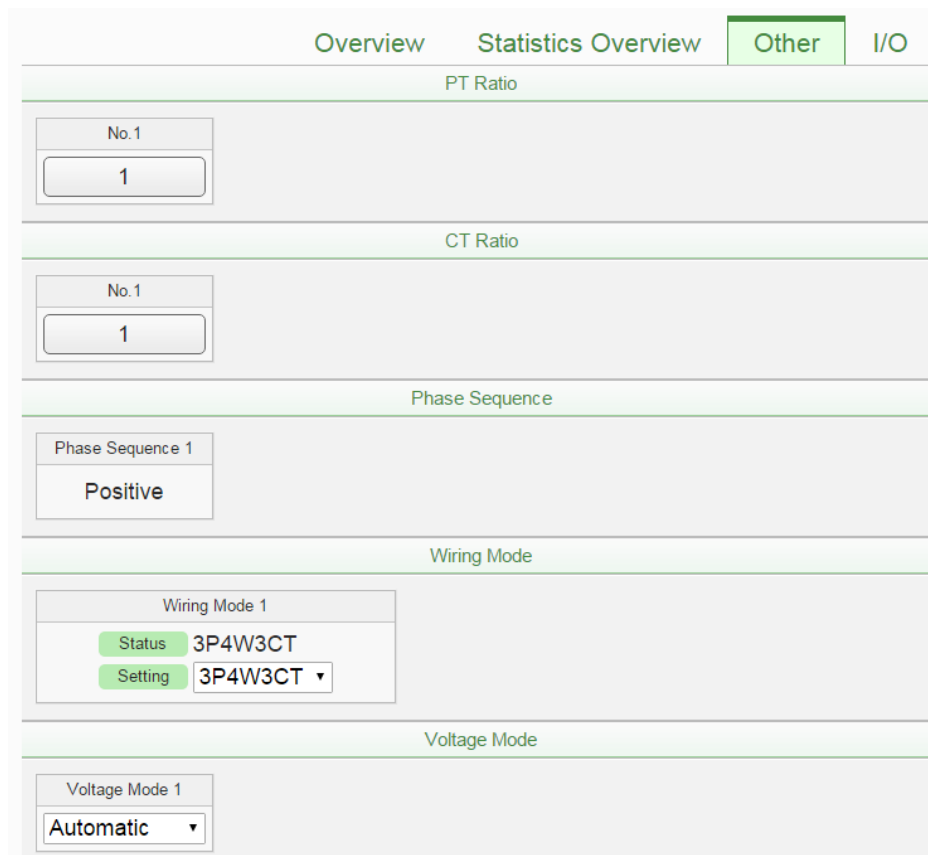 Overview Statistics Overview Other I/O
PT Ratio
No.1
1
CT Ratio
No.1
1
Phase Sequence
Phase Sequence 1
Positive
Wiring Mode
Wiring Mode 1
Status 3P4W3CT
Setting 3P4W3CT
Voltage Mode
Voltage Mode 1
Automatic